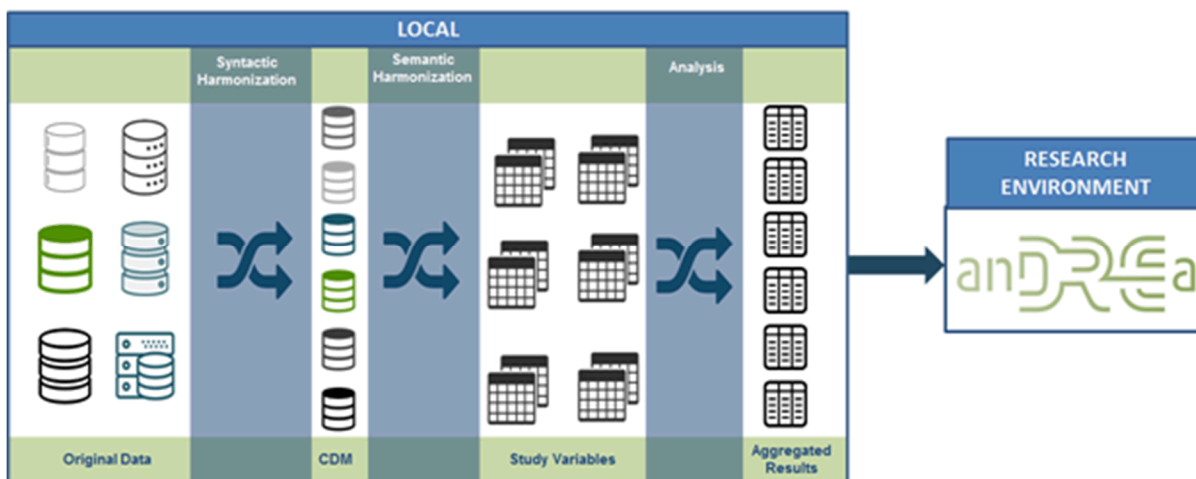 LOCAL
Syntactic
Harmonization
Semantic
Harmonization
Analysis
Original Data
CDM
Study Variables
Aggregated
Results
RESEARCH
ENVIRONMENT
anDREa